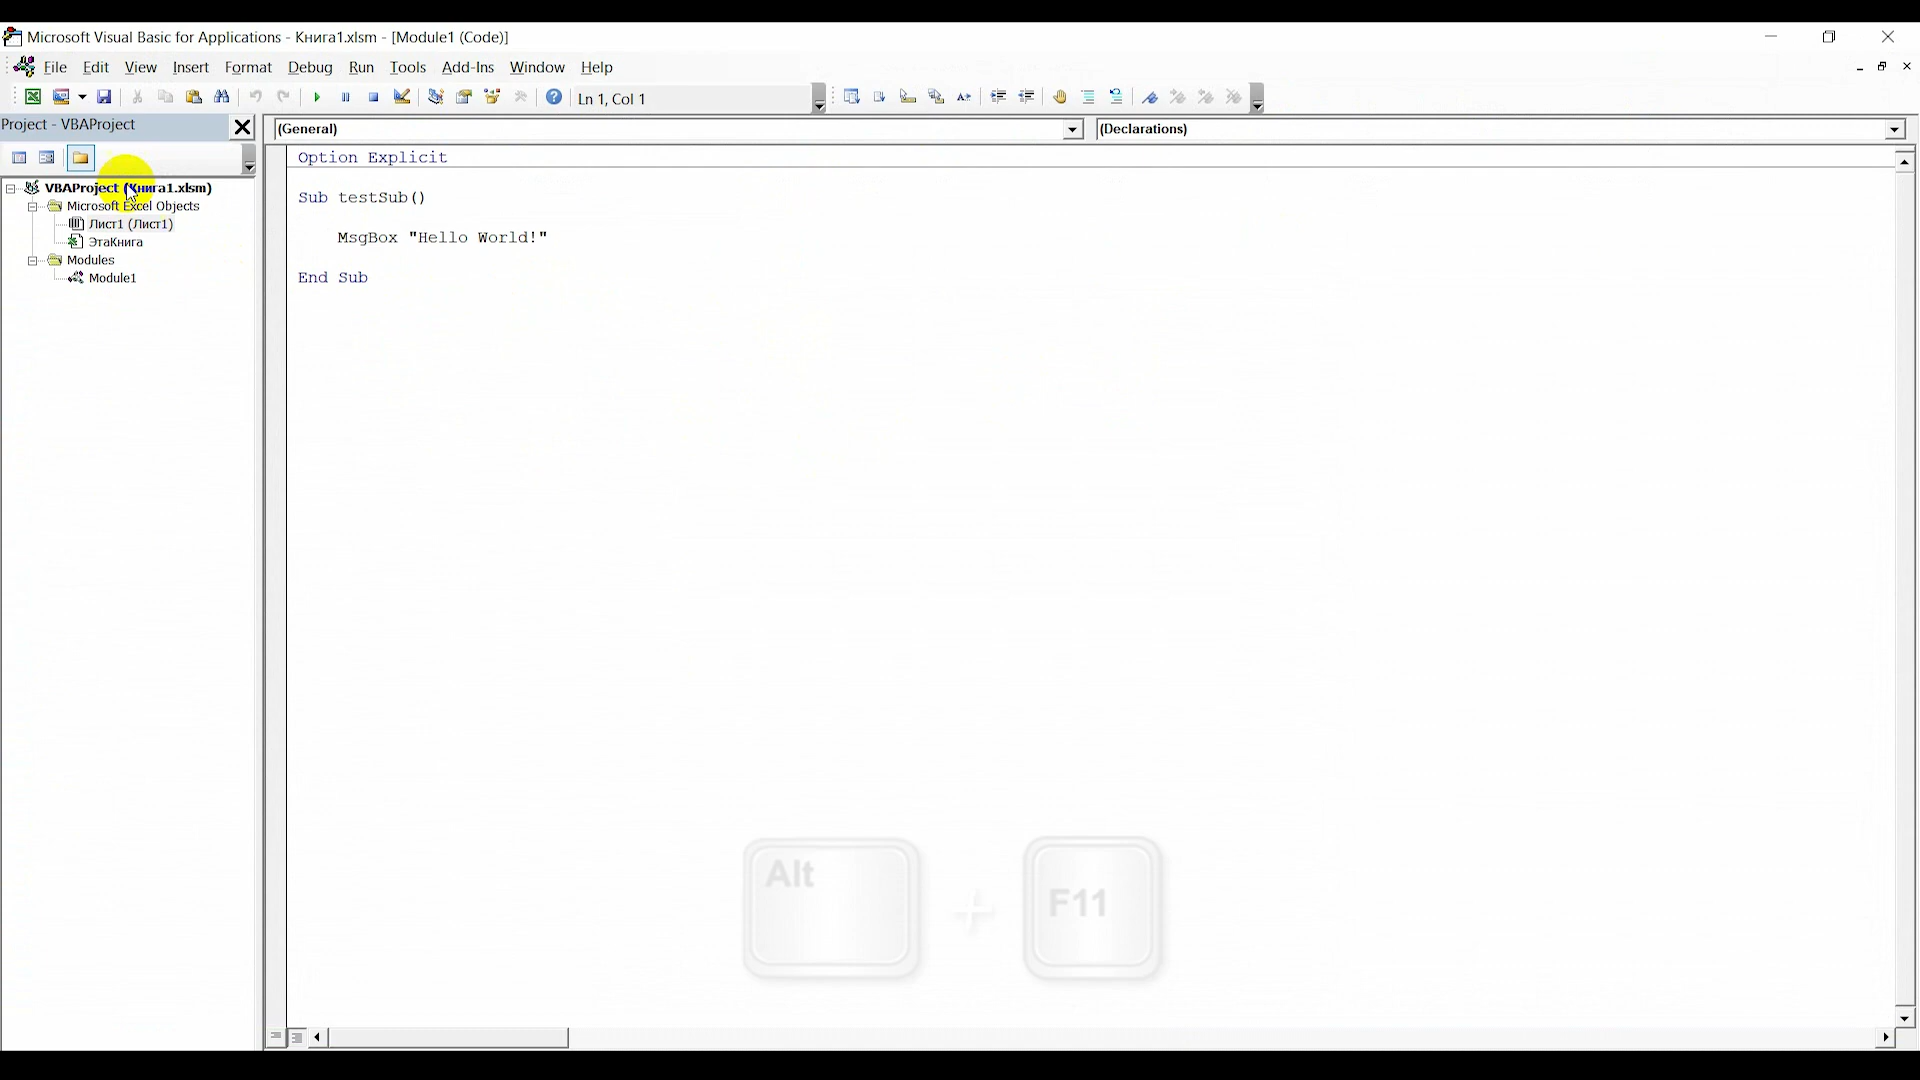 Microsoft Visual Basic for Applications - Книга1.xlsm - [Module1 (Code)]
File Edit View Insert Format Debug Run Tools Add-Ins Window Help
Ln 1, Col 1
Project - VBAProject
(General)
(Declarations)
VBAProject (Книга1.xlsm)
Microsoft Excel Objects
Лист1 (Лист1)
ЭтаКнига
Modules
Module1
Option Explicit
Sub testSub()
MsgBox "Hello World!"
End Sub
Alt + F11